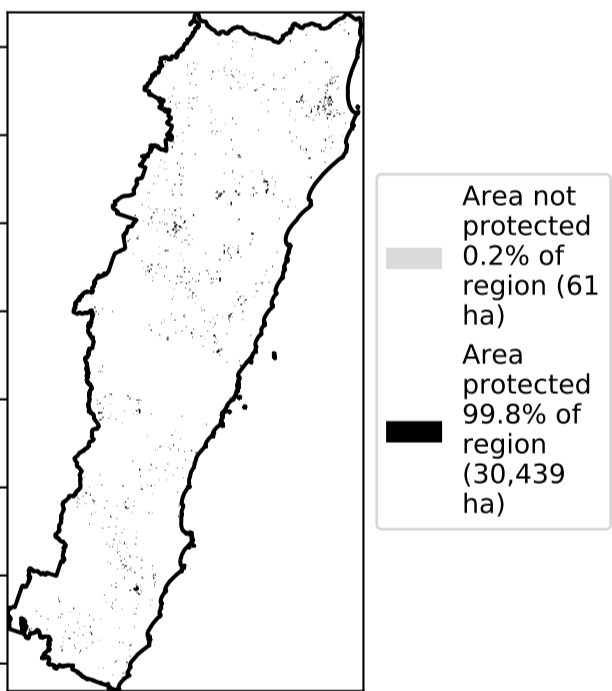 Area not
protected
0.2% of
region (61
ha)
Area
protected
99.8% of
region
(30,439
ha)